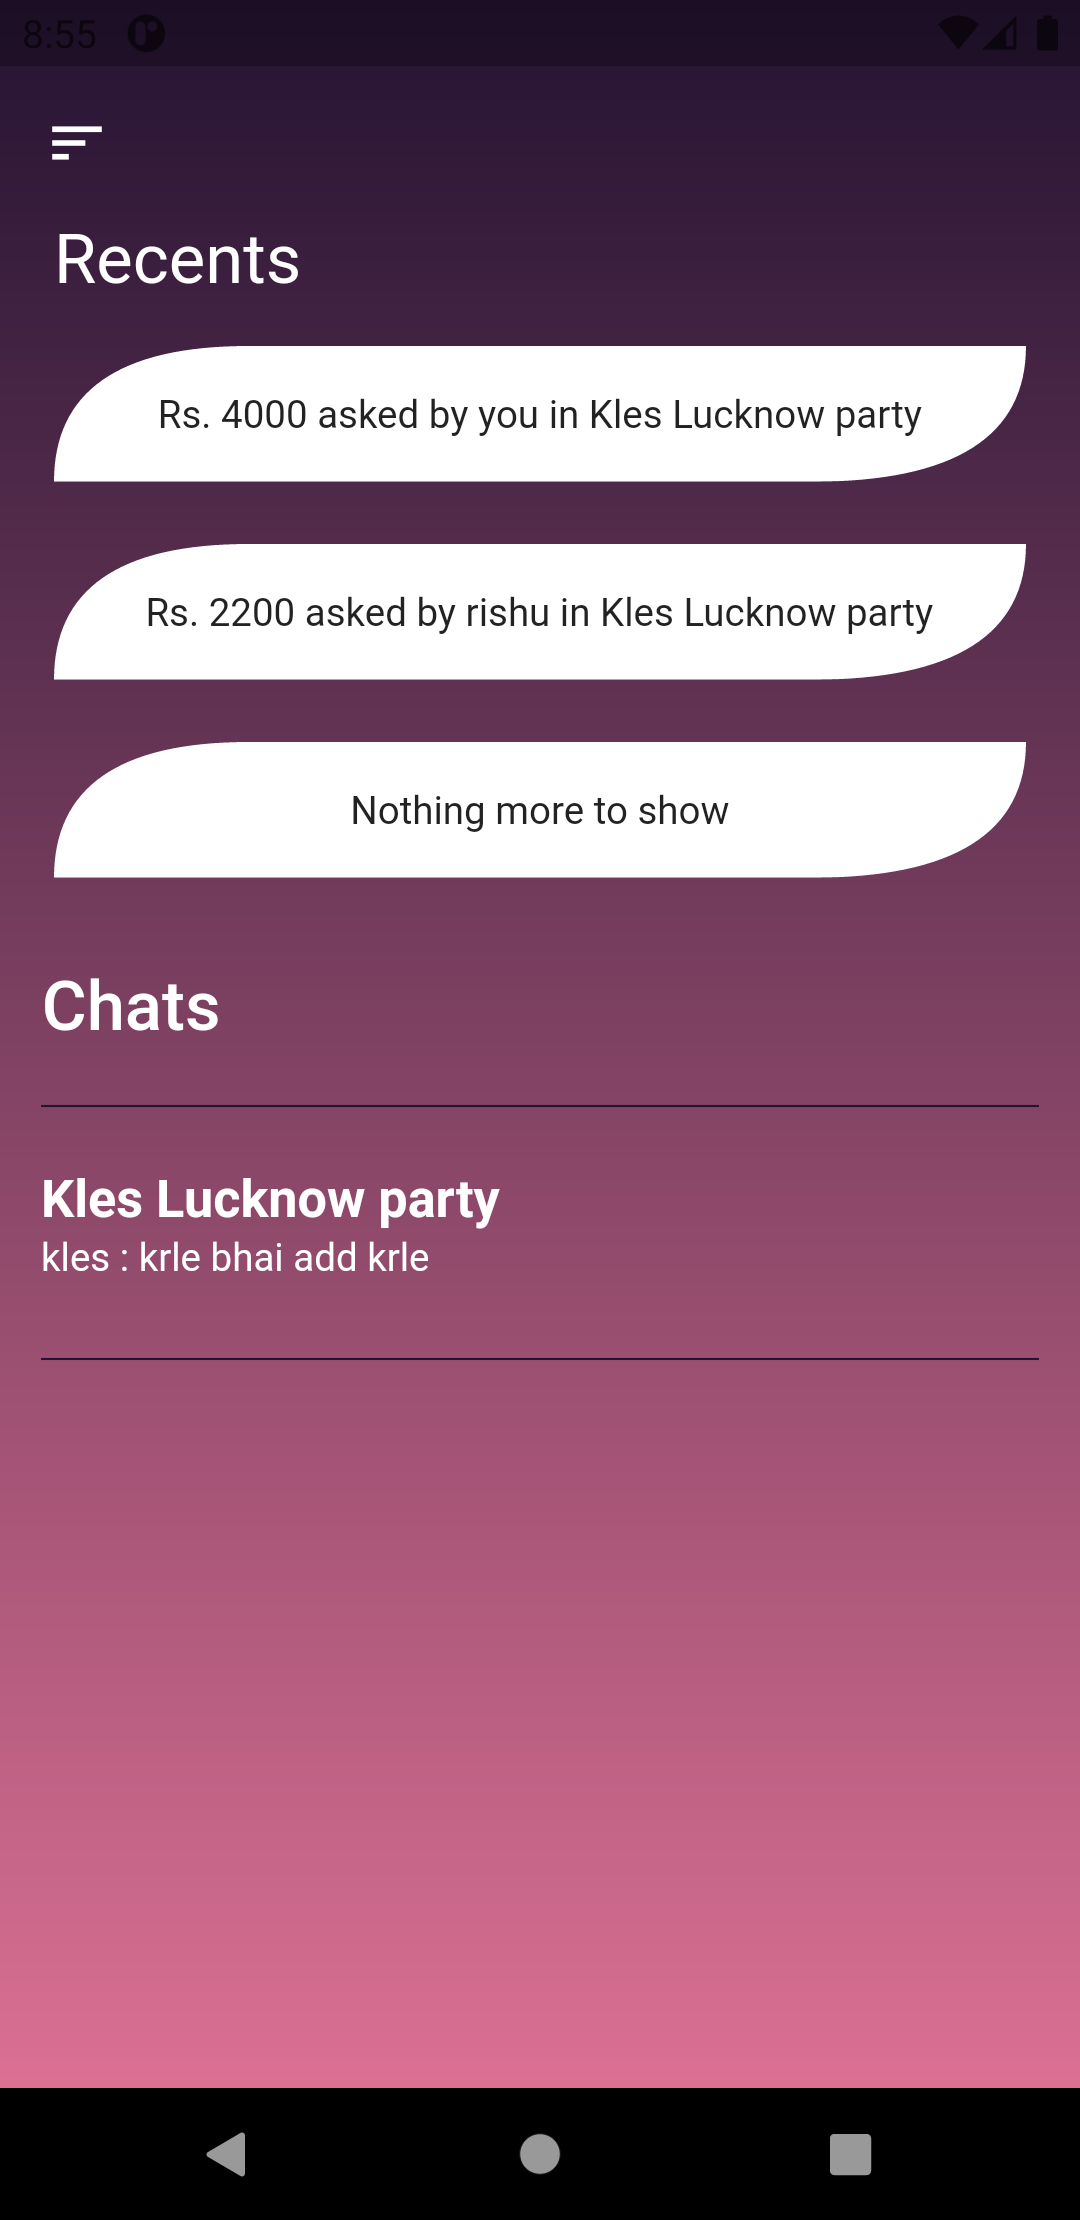 8:55
Recents
Rs. 4000 asked by you in Kles Lucknow party
Rs. 2200 asked by rishu in Kles Lucknow party
Nothing more to show
Chats
Kles Lucknow party
kles : krle bhai add krle